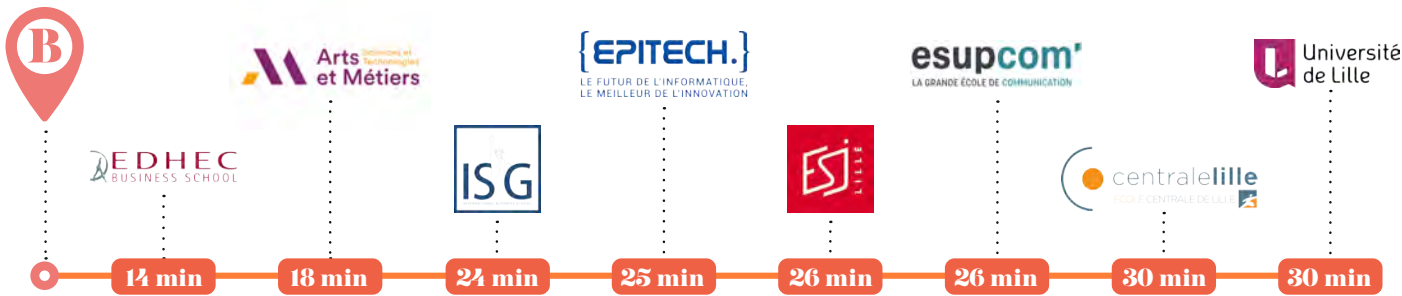 B
Arts
Sciences et
Technologies
et Métiers
{EPITECH.}
LE FUTUR DE L'INFORMATIQUE,
LE MEILLEUR DE L'INNOVATION
esupcom'
LA GRANDE ÉCOLE DE COMMUNICATION
Université
de Lille
EDHEC
BUSINESS SCHOOL
ISG
ESJ
LILLE
centralelille
ÉCOLE CENTRALE DE LILLE
14 min
18 min
24 min
25 min
26 min
26 min
30 min
30 min